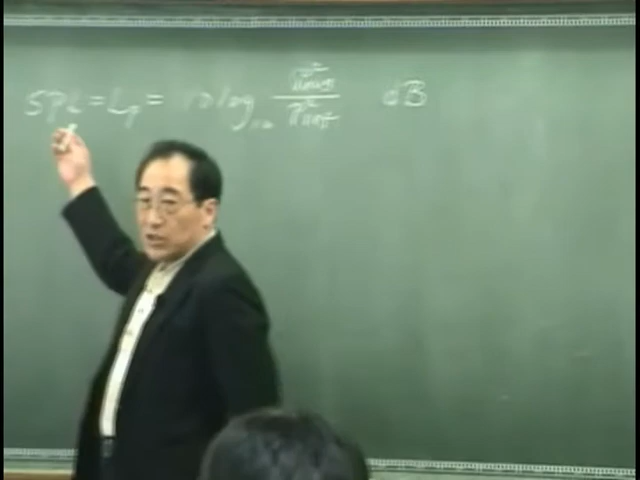 SPL = Lp = 10 log₁₀ P²rms / P²ref dB